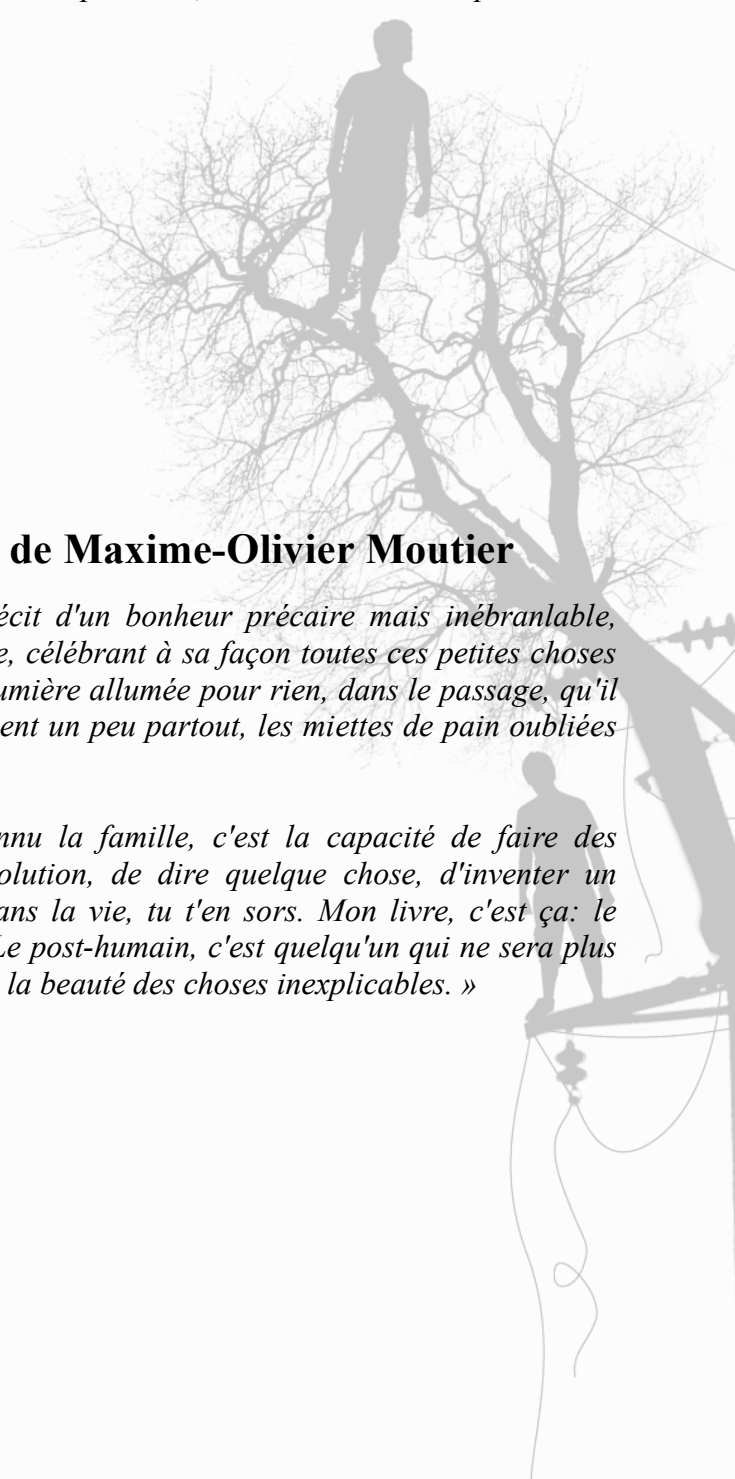 de Maxime-Olivier Moutier
écit d'un bonheur précaire mais inébranlable,
e, célébrant à sa façon toutes ces petites choses
umière allumée pour rien, dans le passage, qu'il
ent un peu partout, les miettes de pain oubliées
nnu la famille, c'est la capacité de faire des
olution, de dire quelque chose, d'inventer un
ans la vie, tu t'en sors. Mon livre, c'est ça: le
Le post-humain, c'est quelqu'un qui ne sera plus
la beauté des choses inexplicables. »